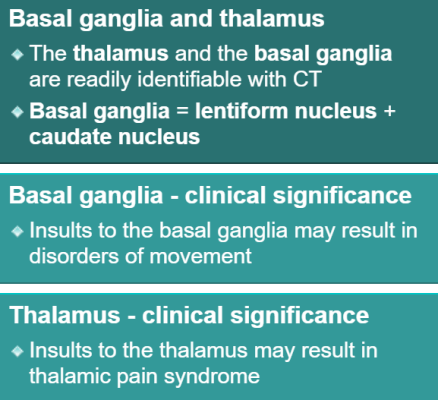 Basal ganglia and thalamus
The thalamus and the basal ganglia
are readily identifiable with CT
Basal ganglia = lentiform nucleus +
caudate nucleus
Basal ganglia - clinical significance
Insults to the basal ganglia may result in
disorders of movement
Thalamus - clinical significance
Insults to the thalamus may result in
thalamic pain syndrome